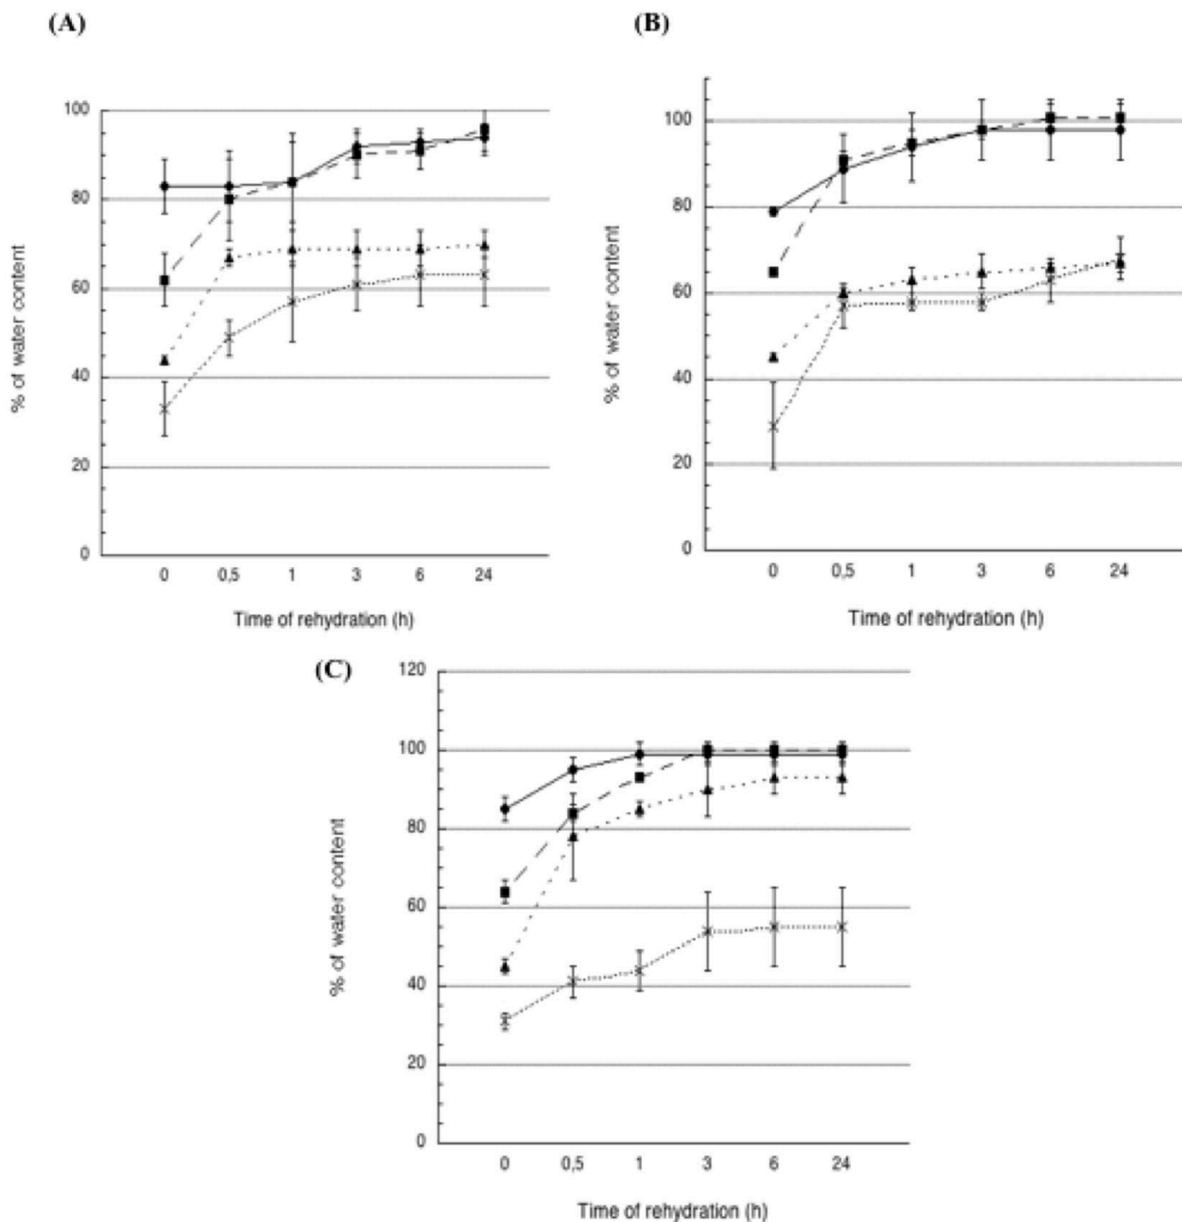 (A)
100
80
60
40
20
0
% of water content
0 0,5 1 3 6 24
Time of rehydration (h)
(B)
100
80
60
40
20
0
% of water content
0 0,5 1 3 6 24
Time of rehydration (h)
(C)
120
100
80
60
40
20
0
% of water content
0 0,5 1 3 6 24
Time of rehydration (h)